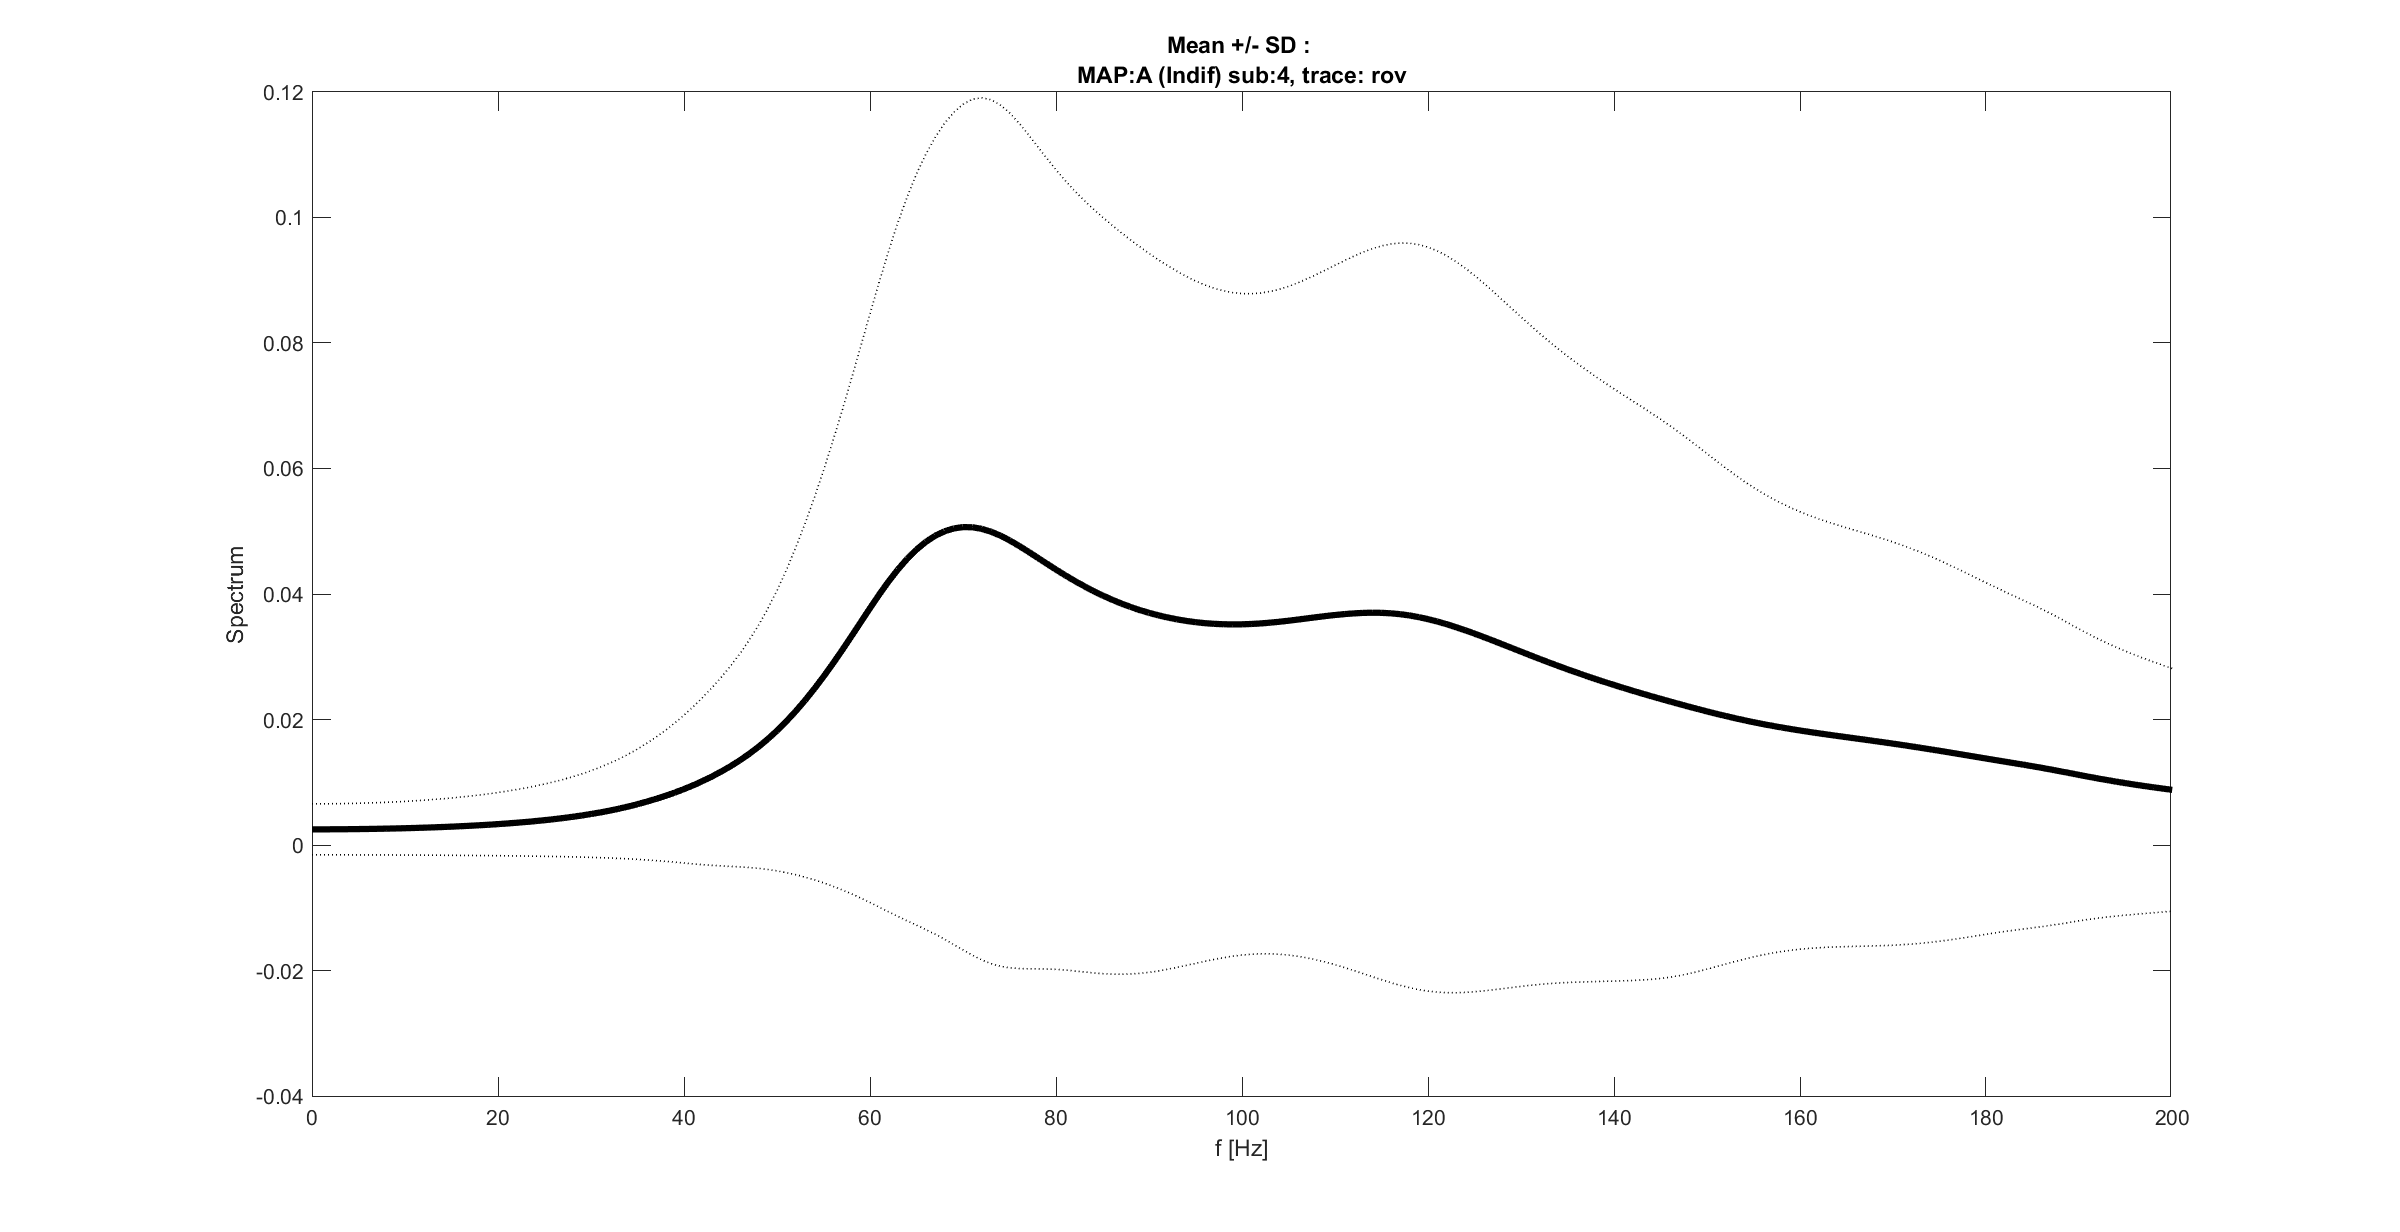 Mean +/- SD :
MAP:A (Indif) sub:4, trace: rov
0.12
0.1
0.08
0.06
0.04
0.02
0
-0.02
-0.04
Spectrum
0 20 40 60 80 100 120 140 160 180 200
f [Hz]